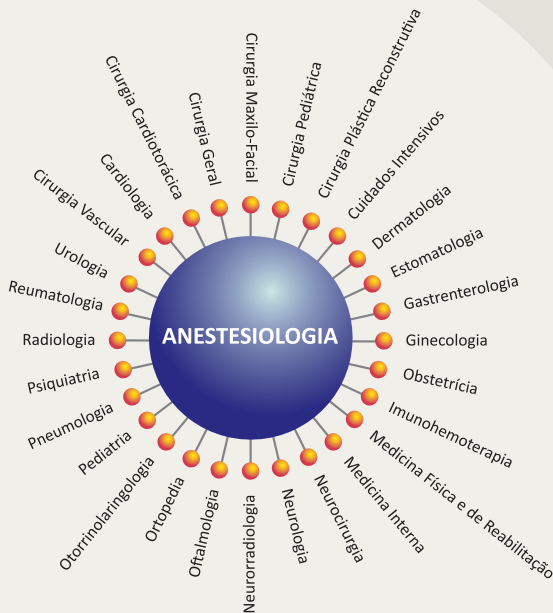 ANESTESIOLOGIA
Cirurgia Maxilo-Facial
Cirurgia Pediátrica
Cirurgia Plástica Reconstrutiva
Cuidados Intensivos
Dermatologia
Estomatologia
Gastrenterologia
Ginecologia
Obstetrícia
Imunohemoterapia
Medicina Física e de Reabilitação
Medicina Interna
Neurocirurgia
Neurologia
Neurorradiologia
Oftalmologia
Ortopedia
Otorrinolaringologia
Pediatria
Pneumologia
Psiquiatria
Radiologia
Reumatologia
Urologia
Cirurgia Vascular
Cardiologia
Cirurgia Cardiotorácica
Cirurgia Geral